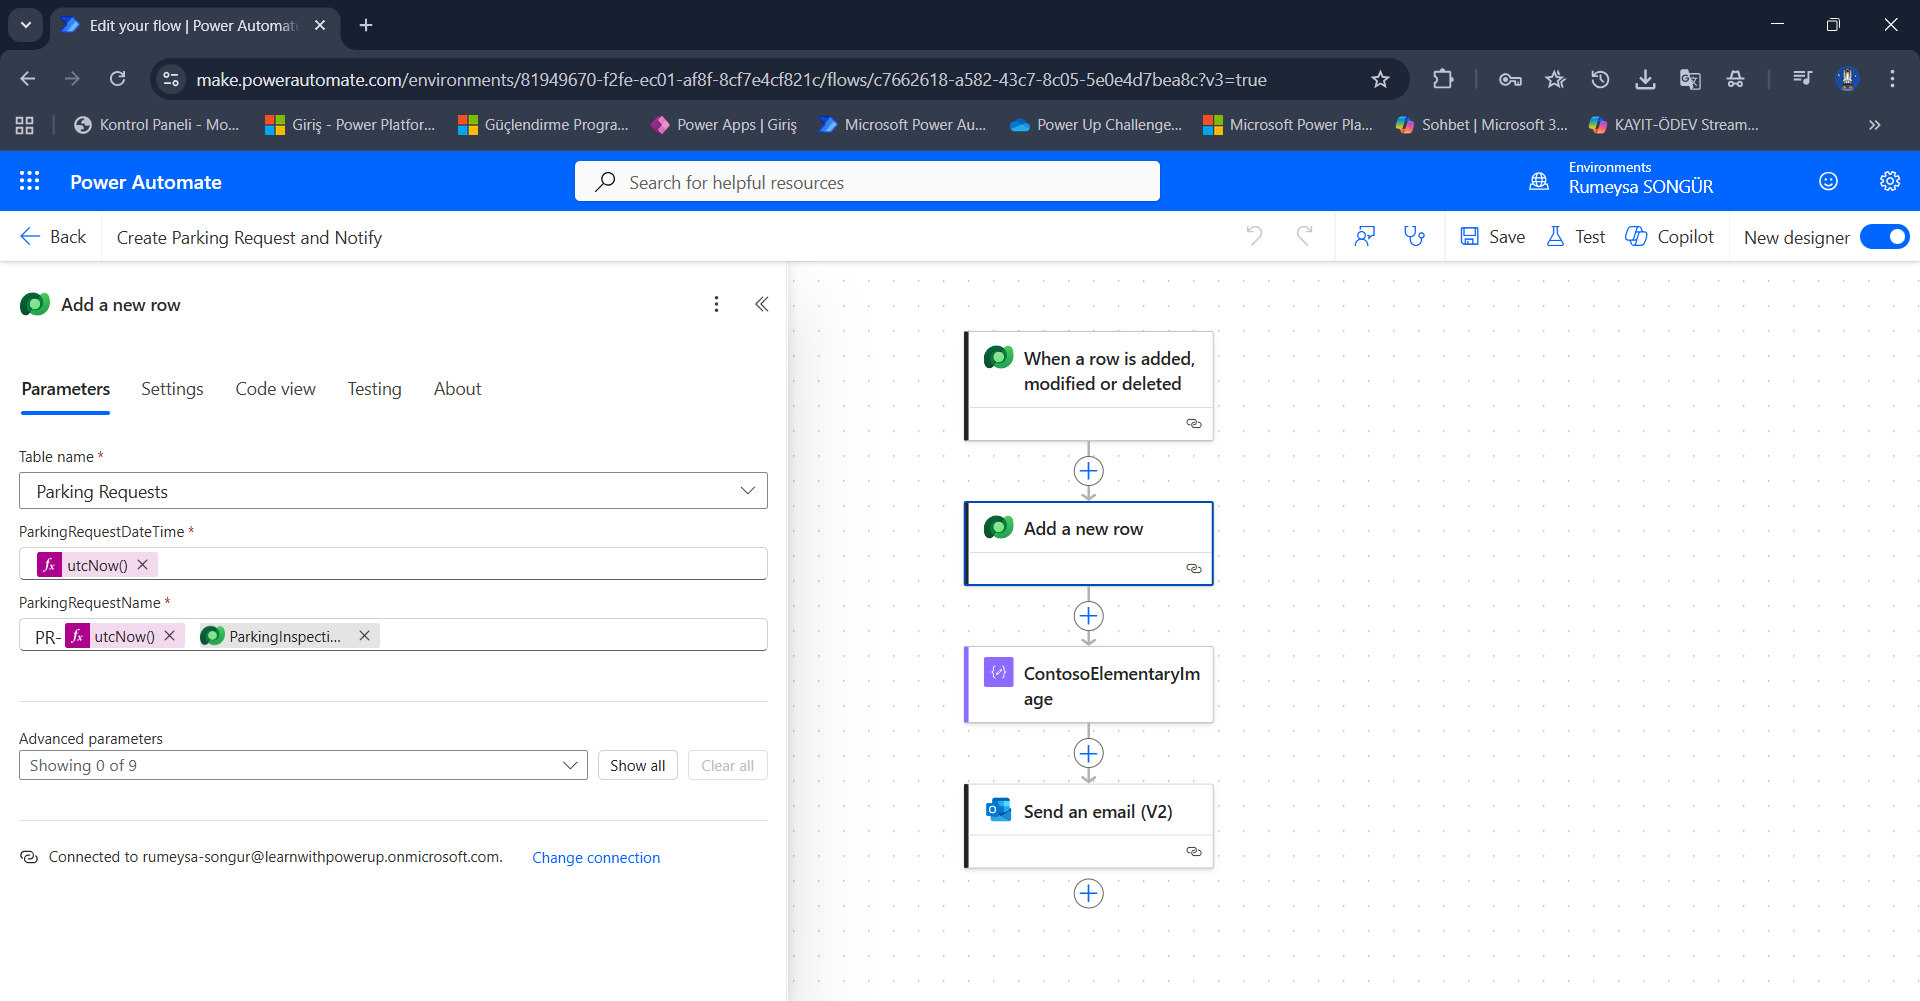 Edit your flow | Power Automat
make.powerautomate.com/environments/81949670-f2fe-ec01-af8f-8cf7e4cf821c/flows/c7662618-a582-43c7-8c05-5e0e4d7bea8c?v3=true
Kontrol Paneli - Mo... Giriş - Power Platfor... Güçlendirme Progra... Power Apps | Giriş Microsoft Power Au... Power Up Challenge... Microsoft Power Pla... Sohbet | Microsoft 3... KAYIT-ÖDEV Stream...
Power Automate
Search for helpful resources
Environments
Rumeysa SONGÜR
Back
Create Parking Request and Notify
Save
Test
Copilot
New designer
Add a new row
Parameters Settings Code view Testing About
Table name *
Parking Requests
ParkingRequestDateTime *
fx utcNow()
ParkingRequestName *
PR- fx utcNow() ParkingInspecti...
Advanced parameters
Showing 0 of 9
Show all
Clear all
Connected to rumeysa-songur@learnwithpowerup.onmicrosoft.com. Change connection
When a row is added,
modified or deleted
Add a new row
ContosoElementaryIm
age
Send an email (V2)